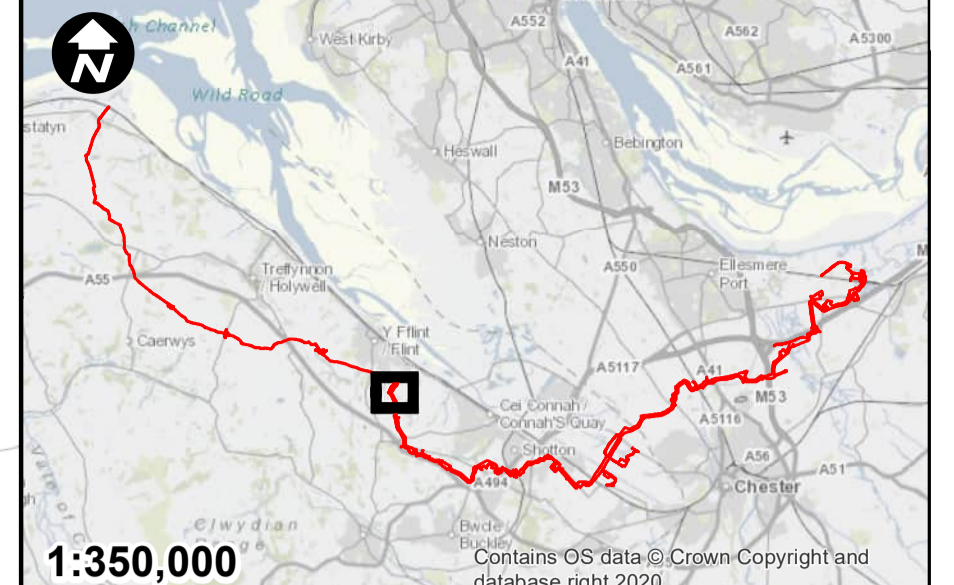 N
h Channel
Wild Road
West Kirby
A552
A41
A562
A5300
A561
statyn
Heswall
Bebington
M53
Neston
A550
Ellesmere
Port
M
A55
Treffynnon
/ Holywell
Caerwys
Y Fflint
/ Flint
A5117
A41
M53
Cei Connah /
Connah'S Quay
A5116
Shotton
A56
A51
A494
Chester
Clwydian
Bwcle /
Buckley
gh
1:350,000
Contains OS data © Crown Copyright and
database right 2020